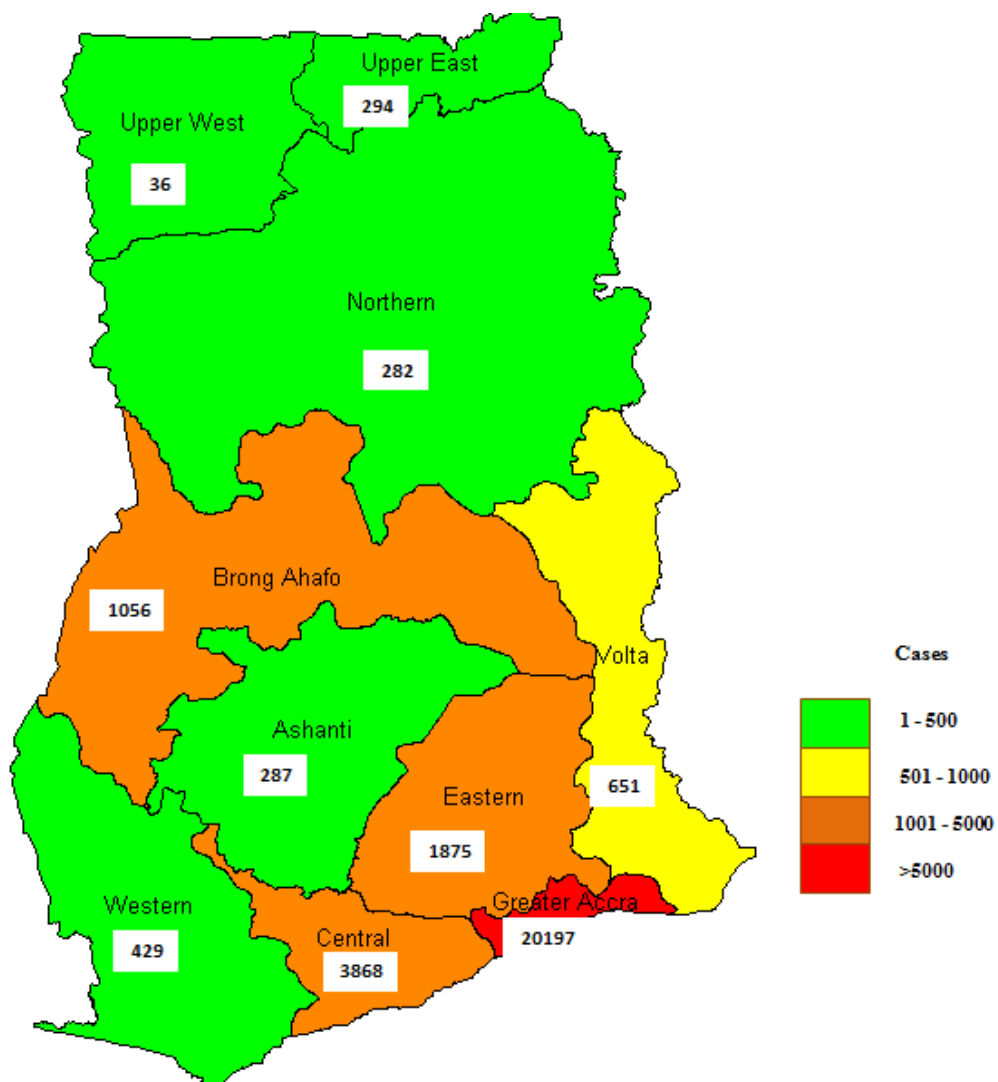 Upper East
294
Upper West
36
Northern
282
Brong Ahafo
1056
Volta
651
Ashanti
287
Eastern
1875
Western
429
Central
3868
Greater Accra
20197
Cases
1 - 500
501 - 1000
1001 - 5000
>5000